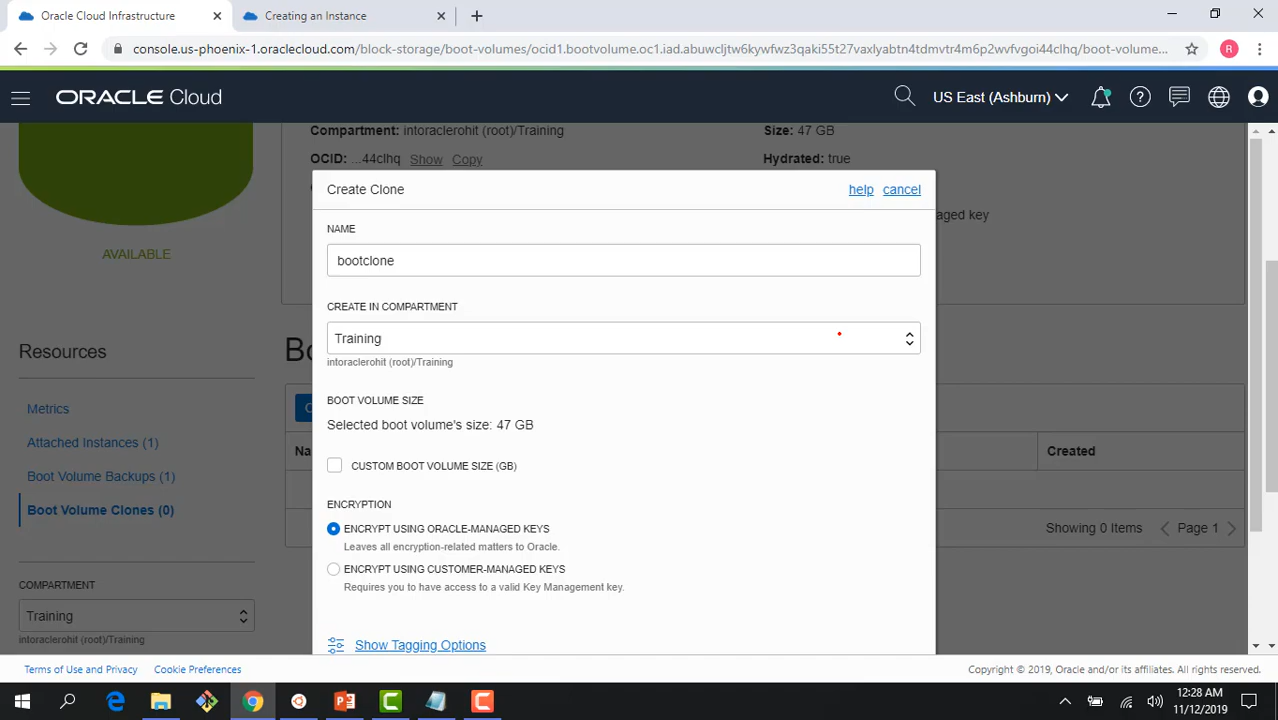 Oracle Cloud Infrastructure
Creating an Instance
console.us-phoenix-1.oraclecloud.com/block-storage/boot-volumes/ocid1.bootvolume.oc1.iad.abuwcljtw6kywfwz3qaki55t27vaxlyabtn4tdmvtr4m6p2wvfvgoi44clhq/boot-volume...
R
ORACLE Cloud
US East (Ashburn)
Compartment: intoraclerohit (root)/Training
Size: 47 GB
OCID: ...44clhq Show Copy
Hydrated: true
aged key
AVAILABLE
Create Clone
help
cancel
NAME
bootclone
CREATE IN COMPARTMENT
Training
intoraclerohit (root)/Training
BOOT VOLUME SIZE
Selected boot volume's size: 47 GB
CUSTOM BOOT VOLUME SIZE (GB)
ENCRYPTION
ENCRYPT USING ORACLE-MANAGED KEYS
Leaves all encryption-related matters to Oracle.
ENCRYPT USING CUSTOMER-MANAGED KEYS
Requires you to have access to a valid Key Management key.
Show Tagging Options
Resources
Metrics
Attached Instances (1)
Boot Volume Backups (1)
Boot Volume Clones (0)
COMPARTMENT
Training
intoraclerohit (root)/Training
Created
Showing 0 Items
Page 1
Terms of Use and Privacy
Cookie Preferences
Copyright © 2019, Oracle and/or its affiliates. All rights reserved.
12:28 AM
11/12/2019